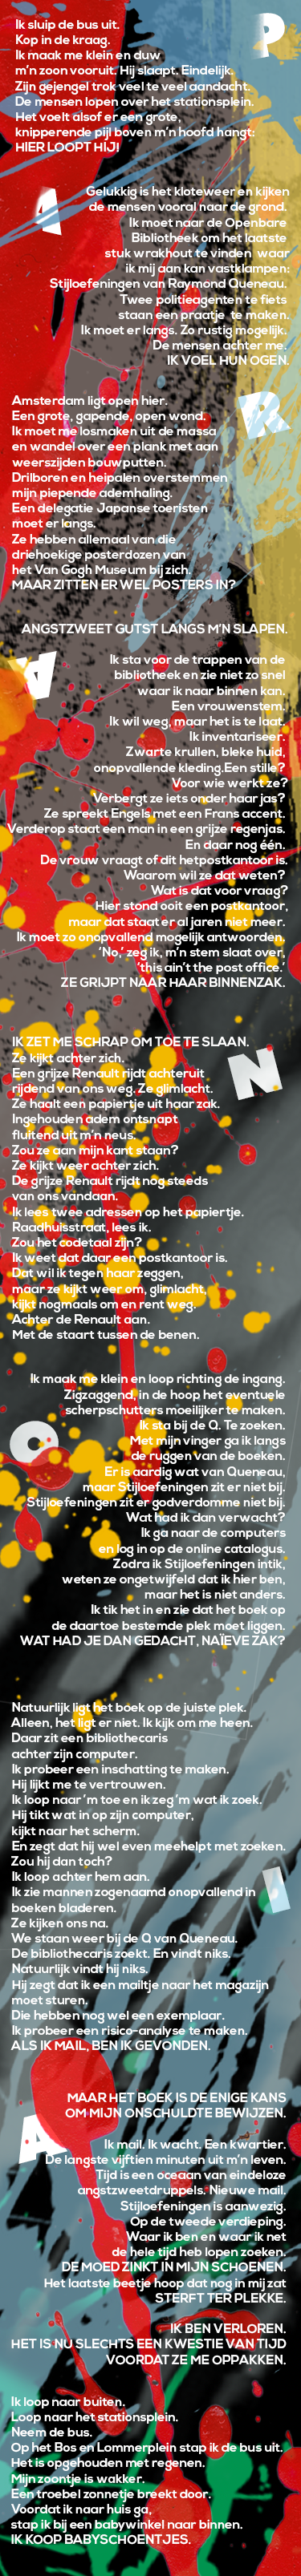 P
Ik sluip de bus uit.
Kop in de kraag.
Ik maak me klein en duw
m'n zoon vooruit. Hij slaapt. Eindelijk.
Zijn gejengel trok veel te veel aandacht.
De mensen lopen over het stationsplein.
Het voelt alsof er een grote,
knipperende pijl boven m'n hoofd hangt:
HIER LOOPT HIJ!
A
Gelukkig is het kloteweer en kijken
de mensen vooral naar de grond.
Ik moet naar de Openbare
Bibliotheek om het laatste
stuk wrakhout te vinden waar
ik mij aan kan vastklampen:
Stijloefeningen van Raymond Queneau.
Twee politieagenten te fiets
staan een praatje te maken.
Ik moet er langs. Zo rustig mogelijk.
De mensen achter me.
IK VOEL HUN OGEN.
R
Amsterdam ligt open hier.
Een grote, gapende, open wond.
Ik moet me losmaken uit de massa
en wandel over een plank met aan
weerszijden bouwputten.
Drilboren en heipalen overstemmen
mijn piepende ademhaling.
Een delegatie Japanse toeristen
moet er langs.
Ze hebben allemaal van die
driehoekige posterdozen van
het Van Gogh Museum bij zich.
MAAR ZITTEN ER WEL POSTERS IN?
ANGSTZWEET GUTST LANGS M'N SLAPEN.
A
Ik sta voor de trappen van de
bibliotheek en zie niet zo snel
waar ik naar binnen kan.
Een vrouwenstem.
Ik wil weg, maar het is te laat.
Ik inventariseer.
Zwarte krullen, bleke huid,
onopvallende kleding.Een stille?
Voor wie werkt ze?
Verbergt ze iets onder haar jas?
Ze spreekt Engels met een Frans accent.
Verderop staat een man in een grijze regenjas.
En daar nog één.
De vrouw vraagt of dit hetpostkantoor is.
Waarom wil ze dat weten?
Wat is dat voor vraag?
Hier stond ooit een postkantoor,
maar dat staat er al jaren niet meer.
Ik moet zo onopvallend mogelijk antwoorden.
'No,' zeg ik, m'n stem slaat over,
'this ain't the post office.'
ZE GRIJPT NAAR HAAR BINNENZAK.
N
IK ZET ME SCHRAP OM TOE TE SLAAN.
Ze kijkt achter zich.
Een grijze Renault rijdt achteruit
rijdend van ons weg. Ze glimlacht.
Ze haalt een papiertje uit haar zak.
Ingehouden adem ontsnapt
fluitend uit m'n neus.
Zou ze aan mijn kant staan?
Ze kijkt weer achter zich.
De grijze Renault rijdt nog steeds
van ons vandaan.
Ik lees twee adressen op het papiertje.
Raadhuisstraat, lees ik.
Zou het codetaal zijn?
Ik weet dat daar een postkantoor is.
Dat wil ik tegen haar zeggen,
maar ze kijkt weer om, glimlacht,
kijkt nogmaals om en rent weg.
Achter de Renault aan.
Met de staart tussen de benen.
O
Ik maak me klein en loop richting de ingang.
Zigzaggend, in de hoop het eventuele
scherpschutters moeilijker te maken.
Ik sta bij de Q. Te zoeken.
Met mijn vinger ga ik langs
de ruggen van de boeken.
Er is aardig wat van Queneau,
maar Stijloefeningen zit er niet bij.
Stijloefeningen zit er godverdomme niet bij.
Wat had ik dan verwacht?
Ik ga naar de computers
en log in op de online catalogus.
Zodra ik Stijloefeningen intik,
weten ze ongetwijfeld dat ik hier ben,
maar het is niet anders.
Ik tik het in en zie dat het boek op
de daartoe bestemde plek moet liggen.
WAT HAD JE DAN GEDACHT, NAÏEVE ZAK?
I
Natuurlijk ligt het boek op de juiste plek.
Alleen, het ligt er niet. Ik kijk om me heen.
Daar zit een bibliothecaris
achter zijn computer.
Ik probeer een inschatting te maken.
Hij lijkt me te vertrouwen.
Ik loop naar 'm toe en ik zeg 'm wat ik zoek.
Hij tikt wat in op zijn computer,
kijkt naar het scherm.
En zegt dat hij wel even meehelpt met zoeken.
Zou hij dan toch?
Ik loop achter hem aan.
Ik zie mannen zogenaamd onopvallend in
boeken bladeren.
Ze kijken ons na.
We staan weer bij de Q van Queneau.
De bibliothecaris zoekt. En vindt niks.
Natuurlijk vindt hij niks.
Hij zegt dat ik een mailtje naar het magazijn
moet sturen.
Die hebben nog wel een exemplaar.
Ik probeer een risico-analyse te maken.
ALS IK MAIL, BEN IK GEVONDEN.
A
MAAR HET BOEK IS DE ENIGE KANS
OM MIJN ONSCHULD TE BEWIJZEN.
Ik mail. Ik wacht. Een kwartier.
De langste vijftien minuten uit m'n leven.
Tijd is een oceaan van eindeloze
angstzweetdruppels. Nieuwe mail.
Stijloefeningen is aanwezig.
Op de tweede verdieping.
Waar ik ben en waar ik net
de hele tijd heb lopen zoeken.
DE MOED ZINKT IN MIJN SCHOENEN.
Het laatste beetje hoop dat nog in mij zat
STERFT TER PLEKKE.
IK BEN VERLOREN.
HET IS NU SLECHTS EEN KWESTIE VAN TIJD
VOORDAT ZE ME OPPAKKEN.
Ik loop naar buiten.
Loop naar het stationsplein.
Neem de bus.
Op het Bos en Lommerplein stap ik de bus uit.
Het is opgehouden met regenen.
Mijn zoontje is wakker.
Een troebel zonnetje breekt door.
Voordat ik naar huis ga,
stap ik bij een babywinkel naar binnen.
IK KOOP BABYSCHOENTJES.